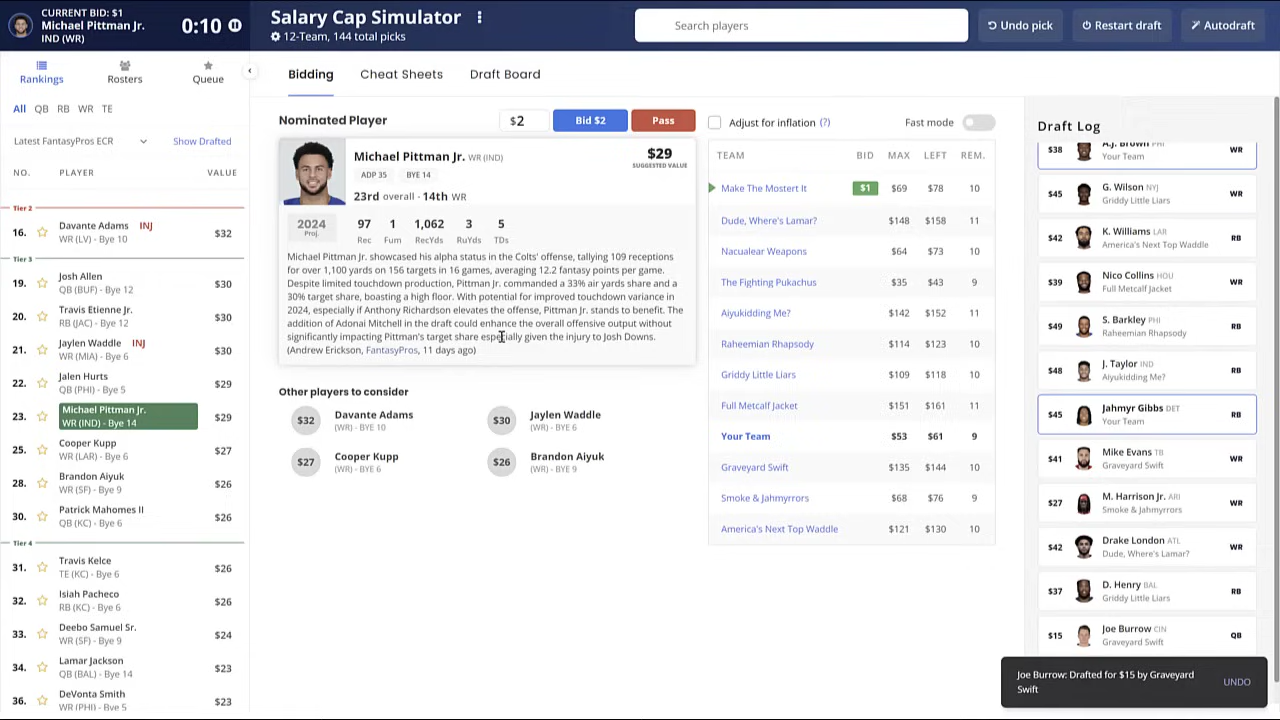 CURRENT BID: $1
Michael Pittman Jr.
IND (WR)
0:10
Salary Cap Simulator
12-Team, 144 total picks
Search players
Undo pick
Restart draft
Autodraft
Rankings
Rosters
Queue
All QB RB WR TE
Latest FantasyPros ECR
Show Drafted
NO. PLAYER VALUE
Tier 2
16. Davante Adams INJ $32
WR (LV) - Bye 10
Tier 3
19. Josh Allen $30
QB (BUF) - Bye 12
20. Travis Etienne Jr. $30
RB (JAC) - Bye 12
21. Jaylen Waddle INJ $30
WR (MIA) - Bye 6
22. Jalen Hurts $29
QB (PHI) - Bye 5
23. Michael Pittman Jr. $29
WR (IND) - Bye 14
25. Cooper Kupp $27
WR (LAR) - Bye 6
28. Brandon Aiyuk $26
WR (SF) - Bye 9
30. Patrick Mahomes II $26
QB (KC) - Bye 6
Tier 4
31. Travis Kelce $26
TE (KC) - Bye 6
32. Isiah Pacheco $26
RB (KC) - Bye 6
33. Deebo Samuel Sr. $24
WR (SF) - Bye 9
34. Lamar Jackson $23
QB (BAL) - Bye 14
36. DeVonta Smith $23
WR (PHI) - Bye 5
Bidding
Cheat Sheets
Draft Board
Nominated Player
$2
Bid $2
Pass
Michael Pittman Jr. WR (IND)
ADP 35 BYE 14
23rd overall - 14th WR
$29
SUGGESTED VALUE
2024
Proj.
97 1 1,062 3 5
Rec Fum RecYds RuYds TDs
Michael Pittman Jr. showcased his alpha status in the Colts' offense, tallying 109 receptions
for over 1,100 yards on 156 targets in 16 games, averaging 12.2 fantasy points per game.
Despite limited touchdown production, Pittman Jr. commanded a 33% air yards share and a
30% target share, boasting a high floor. With potential for improved touchdown variance in
2024, especially if Anthony Richardson elevates the offense, Pittman Jr. stands to benefit. The
addition of Adonai Mitchell in the draft could enhance the overall offensive output without
significantly impacting Pittman's target share especially given the injury to Josh Downs.
(Andrew Erickson, FantasyPros, 11 days ago)
Other players to consider
$32 Davante Adams
(WR) - BYE 10
$30 Jaylen Waddle
(WR) - BYE 6
$27 Cooper Kupp
(WR) - BYE 6
$26 Brandon Aiyuk
(WR) - BYE 9
Adjust for inflation (?)
Fast mode
TEAM BID MAX LEFT REM.
Make The Mostert It $1 $69 $78 10
Dude, Where's Lamar? $148 $158 11
Nacualear Weapons $64 $73 10
The Fighting Pukachus $35 $43 9
Aiyukidding Me? $142 $152 11
Raheemian Rhapsody $114 $123 10
Griddy Little Liars $109 $118 10
Full Metcalf Jacket $151 $161 11
Your Team $53 $61 9
Graveyard Swift $135 $144 10
Smoke & Jahmyrrors $68 $76 9
America's Next Top Waddle $121 $130 10
Draft Log
$38 A.J. Brown PHI WR
Your Team
$45 G. Wilson NYJ WR
Griddy Little Liars
$42 K. Williams LAR RB
America's Next Top Waddle
$39 Nico Collins HOU WR
Full Metcalf Jacket
$49 S. Barkley PHI RB
Raheemian Rhapsody
$48 J. Taylor IND RB
Aiyukidding Me?
$45 Jahmyr Gibbs DET RB
Your Team
$41 Mike Evans TB WR
Graveyard Swift
$27 M. Harrison Jr. ARI WR
Smoke & Jahmyrrors
$42 Drake London ATL WR
Dude, Where's Lamar?
$37 D. Henry BAL RB
Griddy Little Liars
$15 Joe Burrow CIN QB
Graveyard Swift
Joe Burrow: Drafted for $15 by Graveyard
Swift
UNDO